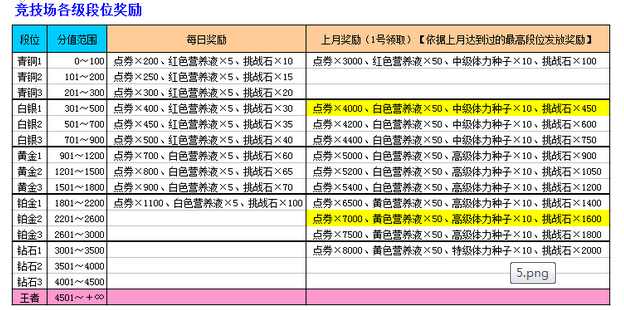 竞技场各级段位奖励
段位 分值范围 每日奖励 上月奖励（1号领取）【依据上月达到过的最高段位发放奖励】
青铜1 0～100 点券×200、红色营养液×5、挑战石×10 点券×3000、红色营养液×50、中级体力种子×10、挑战石×100
青铜2 101～200 点券×250、红色营养液×5、挑战石×15
青铜3 201～300 点券×300、红色营养液×5、挑战石×20
白银1 301～500 点券×400、红色营养液×5、挑战石×30 点券×4000、白色营养液×50、中级体力种子×10、挑战石×450
白银2 501～700 点券×450、红色营养液×5、挑战石×35 点券×4200、白色营养液×50、中级体力种子×10、挑战石×600
白银3 701～900 点券×500、红色营养液×5、挑战石×40 点券×4400、白色营养液×50、中级体力种子×10、挑战石×750
黄金1 901～1200 点券×700、白色营养液×5、挑战石×60 点券×5000、白色营养液×50、高级体力种子×10、挑战石×900
黄金2 1201～1500 点券×800、白色营养液×5、挑战石×65 点券×5200、白色营养液×50、高级体力种子×10、挑战石×1050
黄金3 1501～1800 点券×900、白色营养液×5、挑战石×70 点券×5400、白色营养液×50、高级体力种子×10、挑战石×1200
铂金1 1801～2200 点券×1100、白色营养液×5、挑战石×100 点券×6500、黄色营养液×50、高级体力种子×10、挑战石×1400
铂金2 2201～2600 点券×7000、黄色营养液×50、高级体力种子×10、挑战石×1600
铂金3 2601～3000 点券×7500、黄色营养液×50、高级体力种子×10、挑战石×1800
钻石1 3001～3500 点券×8000、黄色营养液×50、特级体力种子×10、挑战石×2000
钻石2 3501～4000
钻石3 4001～4500
5.png
王者 4501～＋∞